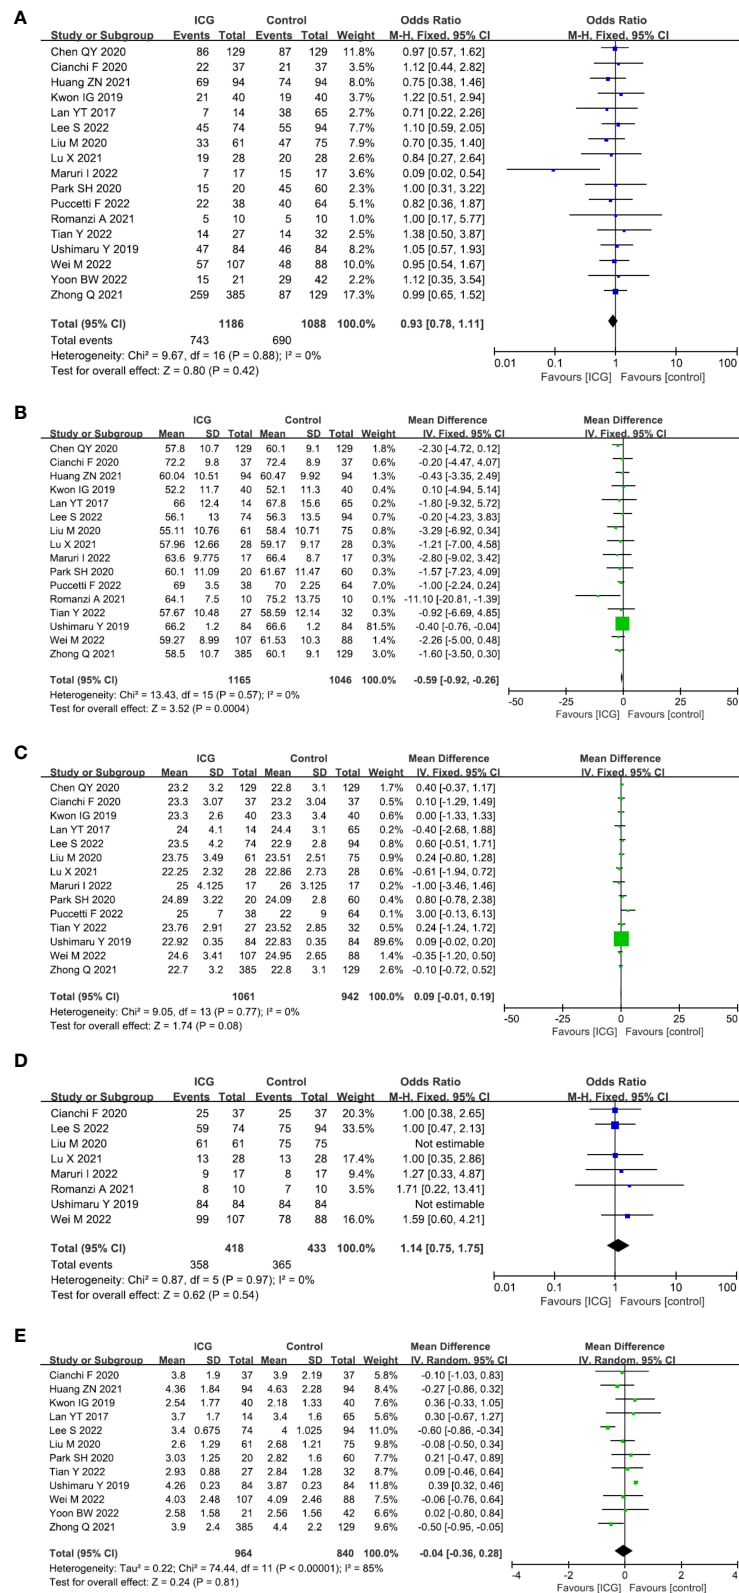 A
ICG Control Odds Ratio Odds Ratio
Study or Subgroup Events Total Events Total Weight M-H, Fixed, 95% CI M-H, Fixed, 95% CI
Chen QY 2020 86 129 87 129 11.8% 0.97 [0.57, 1.62]
Cianchi F 2020 22 37 21 37 3.5% 1.12 [0.44, 2.82]
Huang ZN 2021 69 94 74 94 7.9% 0.75 [0.38, 1.46]
Kwon IG 2019 21 40 19 40 3.7% 1.22 [0.51, 2.94]
Lan YT 2017 7 14 38 65 2.7% 0.71 [0.22, 2.26]
Lee S 2022 45 74 55 94 7.7% 1.10 [0.59, 2.05]
Liu M 2020 33 61 47 75 7.9% 0.70 [0.35, 1.40]
Lu X 2021 19 28 20 28 2.7% 0.84 [0.27, 2.64]
Maruri I 2022 7 17 15 17 3.7% 0.09 [0.02, 0.54]
Park SH 2020 15 20 45 60 2.4% 1.00 [0.31, 3.22]
Puccetti F 2022 22 38 40 64 5.3% 0.82 [0.36, 1.87]
Romanzi A 2021 5 10 5 10 1.0% 1.00 [0.17, 5.77]
Tian Y 2022 14 27 14 32 2.5% 1.38 [0.50, 3.87]
Ushimaru Y 2019 47 84 46 84 8.1% 1.05 [0.57, 1.93]
Wei M 2022 57 107 48 88 10.0% 0.95 [0.54, 1.67]
Yoon BW 2022 15 21 29 42 2.2% 1.12 [0.35, 3.54]
Zhong Q 2021 259 385 87 129 17.3% 0.99 [0.65, 1.52]
Total (95% CI) 1186 1088 100.0% 0.93 [0.78, 1.11]
Total events 743 690
Heterogeneity: Chi² = 9.67, df = 16 (P = 0.88); I² = 0%
Test for overall effect: Z = 0.80 (P = 0.42)
0.01 0.1 1 10 100
Favours [ICG] Favours [control]
B
ICG Control Mean Difference Mean Difference
Study or Subgroup Mean SD Total Mean SD Total Weight IV, Fixed, 95% CI IV, Fixed, 95% CI
Chen QY 2020 57.8 10.7 129 60.1 9.1 129 1.8% -2.30 [-4.72, 0.12]
Cianchi F 2020 72.2 9.8 37 72.4 8.9 37 0.6% -0.20 [-4.47, 4.07]
Huang ZN 2021 60.04 10.51 94 60.47 9.92 94 1.3% -0.43 [-3.35, 2.49]
Kwon IG 2019 52.2 11.7 40 52.1 11.3 40 0.4% 0.10 [-4.94, 5.14]
Lan YT 2017 66 12.4 14 67.8 15.6 65 0.2% -1.80 [-9.32, 5.72]
Lee S 2022 56.1 13 74 56.3 13.5 94 0.7% -0.20 [-4.23, 3.83]
Liu M 2020 55.11 10.76 61 58.4 10.71 75 0.8% -3.29 [-6.92, 0.34]
Lu X 2021 57.96 12.66 28 59.17 9.17 28 0.3% -1.21 [-7.00, 4.58]
Maruri I 2022 63.6 9.775 17 66.4 8.7 17 0.3% -2.80 [-9.02, 3.42]
Park SH 2020 60.1 11.09 20 61.67 11.47 60 0.3% -1.57 [-7.23, 4.09]
Puccetti F 2022 69 3.5 38 70 2.25 64 7.0% -1.00 [-2.24, 0.24]
Romanzi A 2021 64.1 7.5 10 75.2 13.75 10 0.1% -11.10 [-20.81, -1.39]
Tian Y 2022 57.67 10.48 27 58.59 12.14 32 0.3% -0.92 [-6.69, 4.85]
Ushimaru Y 2019 66.2 1.2 84 66.6 1.2 84 81.5% -0.40 [-0.76, -0.04]
Wei M 2022 59.27 8.99 107 61.53 10.3 88 1.4% -2.26 [-5.00, 0.48]
Zhong Q 2021 58.5 10.7 385 60.1 9.1 129 3.0% -1.60 [-3.50, 0.30]
Total (95% CI) 1165 1046 100.0% -0.59 [-0.92, -0.26]
Heterogeneity: Chi² = 13.43, df = 15 (P = 0.57); I² = 0%
Test for overall effect: Z = 3.52 (P = 0.0004)
-50 -25 0 25 50
Favours [ICG] Favours [control]
C
ICG Control Mean Difference Mean Difference
Study or Subgroup Mean SD Total Mean SD Total Weight IV, Fixed, 95% CI IV, Fixed, 95% CI
Chen QY 2020 23.2 3.2 129 22.8 3.1 129 1.7% 0.40 [-0.37, 1.17]
Cianchi F 2020 23.3 3.07 37 23.2 3.04 37 0.5% 0.10 [-1.29, 1.49]
Kwon IG 2019 23.3 2.6 40 23.3 3.4 40 0.6% 0.00 [-1.33, 1.33]
Lan YT 2017 24 4.1 14 24.4 3.1 65 0.2% -0.40 [-2.68, 1.88]
Lee S 2022 23.5 4.2 74 22.9 2.8 94 0.8% 0.60 [-0.51, 1.71]
Liu M 2020 23.75 3.49 61 23.51 2.51 75 0.9% 0.24 [-0.80, 1.28]
Lu X 2021 22.25 2.32 28 22.86 2.73 28 0.6% -0.61 [-1.94, 0.72]
Maruri I 2022 25 4.125 17 26 3.125 17 0.2% -1.00 [-3.46, 1.46]
Park SH 2020 24.89 3.22 20 24.09 2.8 60 0.4% 0.80 [-0.78, 2.38]
Puccetti F 2022 25 7 38 22 9 64 0.1% 3.00 [-0.13, 6.13]
Tian Y 2022 23.76 2.91 27 23.52 2.85 32 0.5% 0.24 [-1.24, 1.72]
Ushimaru Y 2019 22.92 0.35 84 22.83 0.35 84 89.6% 0.09 [-0.02, 0.20]
Wei M 2022 24.6 3.41 107 24.95 2.65 88 1.4% -0.35 [-1.20, 0.50]
Zhong Q 2021 22.7 3.2 385 22.8 3.1 129 2.7% -0.10 [-0.72, 0.52]
Total (95% CI) 1061 942 100.0% 0.09 [-0.01, 0.19]
Heterogeneity: Chi² = 9.05, df = 13 (P = 0.77); I² = 0%
Test for overall effect: Z = 1.74 (P = 0.08)
-50 -25 0 25 50
Favours [ICG] Favours [control]
D
ICG Control Odds Ratio Odds Ratio
Study or Subgroup Events Total Events Total Weight M-H, Fixed, 95% CI M-H, Fixed, 95% CI
Cianchi F 2020 25 37 25 37 20.3% 1.00 [0.38, 2.65]
Lee S 2022 59 74 75 94 33.5% 1.00 [0.47, 2.13]
Liu M 2020 61 61 75 75 Not estimable
Lu X 2021 13 28 13 28 17.4% 1.00 [0.35, 2.86]
Maruri I 2022 9 17 8 17 9.4% 1.27 [0.33, 4.87]
Romanzi A 2021 8 10 7 10 3.5% 1.71 [0.22, 13.41]
Ushimaru Y 2019 84 84 84 84 Not estimable
Wei M 2022 99 107 78 88 16.0% 1.59 [0.60, 4.21]
Total (95% CI) 418 433 100.0% 1.14 [0.75, 1.75]
Total events 358 365
Heterogeneity: Chi² = 0.87, df = 5 (P = 0.97); I² = 0%
Test for overall effect: Z = 0.62 (P = 0.54)
0.01 0.1 1 10 100
Favours [ICG] Favours [control]
E
ICG Control Mean Difference Mean Difference
Study or Subgroup Mean SD Total Mean SD Total Weight IV, Random, 95% CI IV, Random, 95% CI
Cianchi F 2020 3.8 1.9 37 3.9 2.19 37 5.8% -0.10 [-1.03, 0.83]
Huang ZN 2021 4.36 1.84 94 4.63 2.28 94 8.4% -0.27 [-0.86, 0.32]
Kwon IG 2019 2.54 1.77 40 2.18 1.33 40 7.6% 0.36 [-0.33, 1.05]
Lan YT 2017 3.7 1.7 14 3.4 1.6 65 5.5% 0.30 [-0.67, 1.27]
Lee S 2022 3.4 0.675 74 4 1.025 94 11.0% -0.60 [-0.86, -0.34]
Liu M 2020 2.6 1.29 61 2.68 1.21 75 9.8% -0.08 [-0.50, 0.34]
Park SH 2020 3.03 1.25 20 2.82 1.6 60 7.7% 0.21 [-0.47, 0.89]
Tian Y 2022 2.93 0.88 27 2.84 1.28 32 8.7% 0.09 [-0.46, 0.64]
Ushimaru Y 2019 4.26 0.23 84 3.87 0.23 84 11.8% 0.39 [0.32, 0.46]
Wei M 2022 4.03 2.48 107 4.09 2.46 88 7.6% -0.06 [-0.76, 0.64]
Yoon BW 2022 2.58 1.58 21 2.56 1.56 42 6.6% 0.02 [-0.80, 0.84]
Zhong Q 2021 3.9 2.4 385 4.4 2.2 129 9.6% -0.50 [-0.95, -0.05]
Total (95% CI) 964 840 100.0% -0.04 [-0.36, 0.28]
Heterogeneity: Tau² = 0.22; Chi² = 74.44, df = 11 (P < 0.00001); I² = 85%
Test for overall effect: Z = 0.24 (P = 0.81)
-4 -2 0 2 4
Favours [ICG] Favours [control]